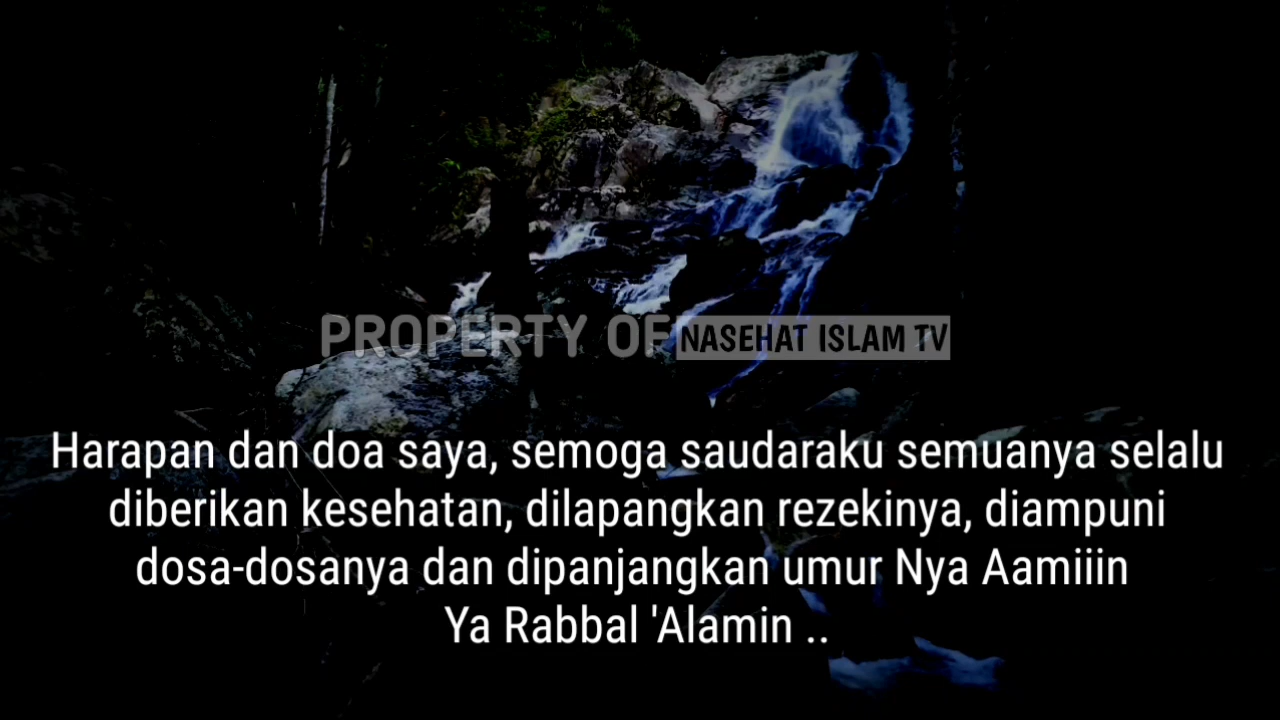 PROPERTY OF NASEHAT ISLAM TV
Harapan dan doa saya, semoga saudaraku semuanya selalu
diberikan kesehatan, dilapangkan rezekinya, diampuni
dosa-dosanya dan dipanjangkan umur Nya Aamiiin
Ya Rabbal 'Alamin ..